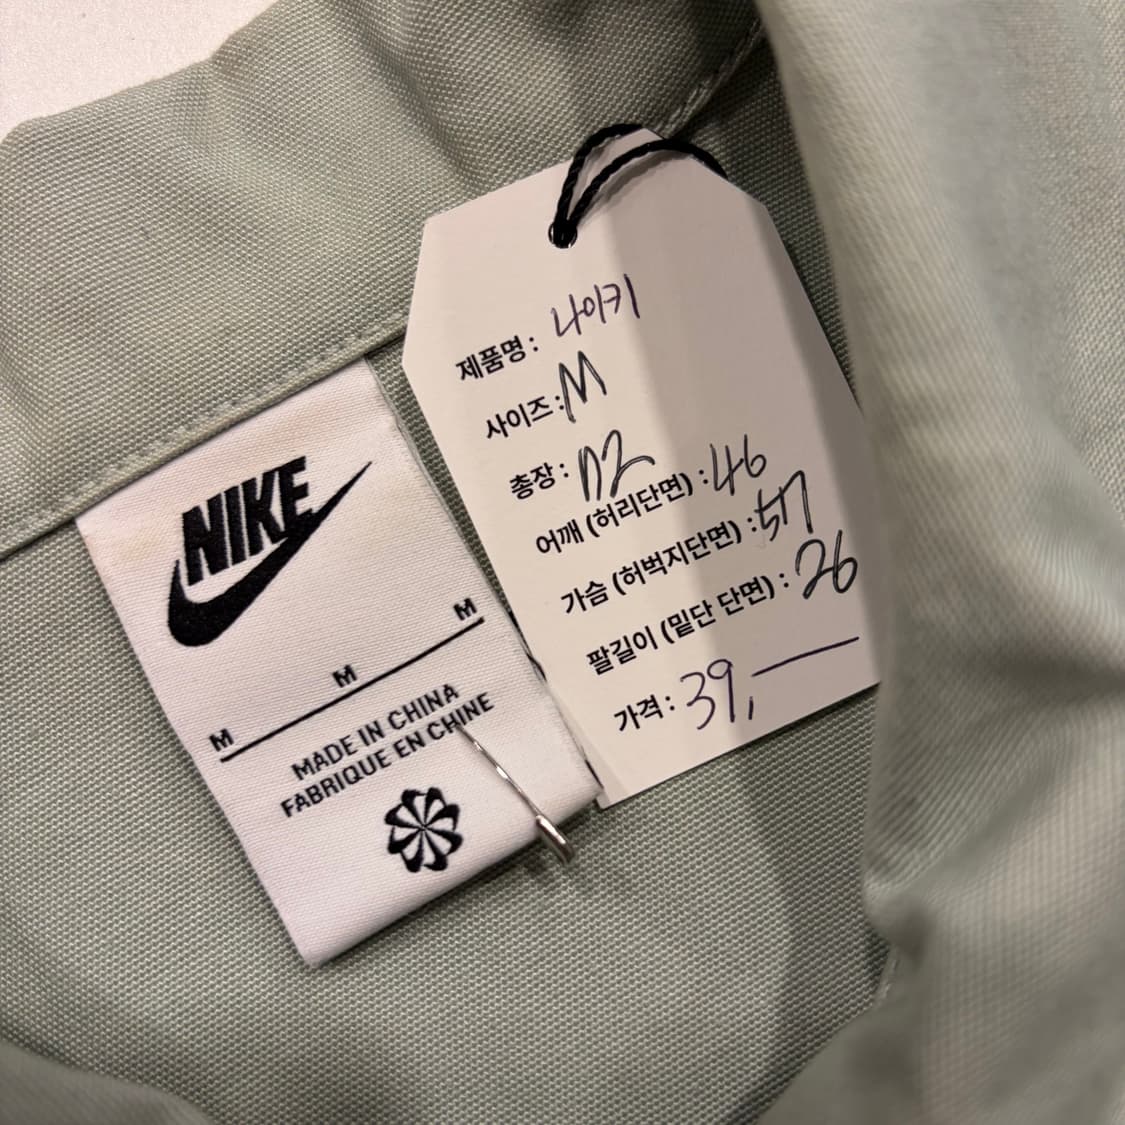 제품명 : 나이키
사이즈 : M
총장 : 72
어깨 (허리단면) : 46
가슴 (허벅지단면) : 57
팔길이 (밑단 단면) : 26
가격 : 39,—
NIKE
M
M
M
MADE IN CHINA
FABRIQUE EN CHINE